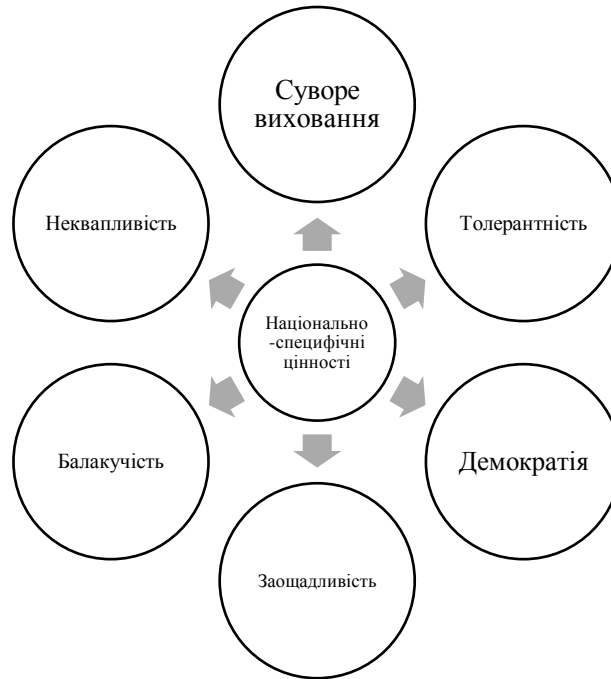 Суворе
виховання
Толерантність
Демократія
Заощадливість
Балакучість
Неквапливість
Національно
-специфічні
цінності